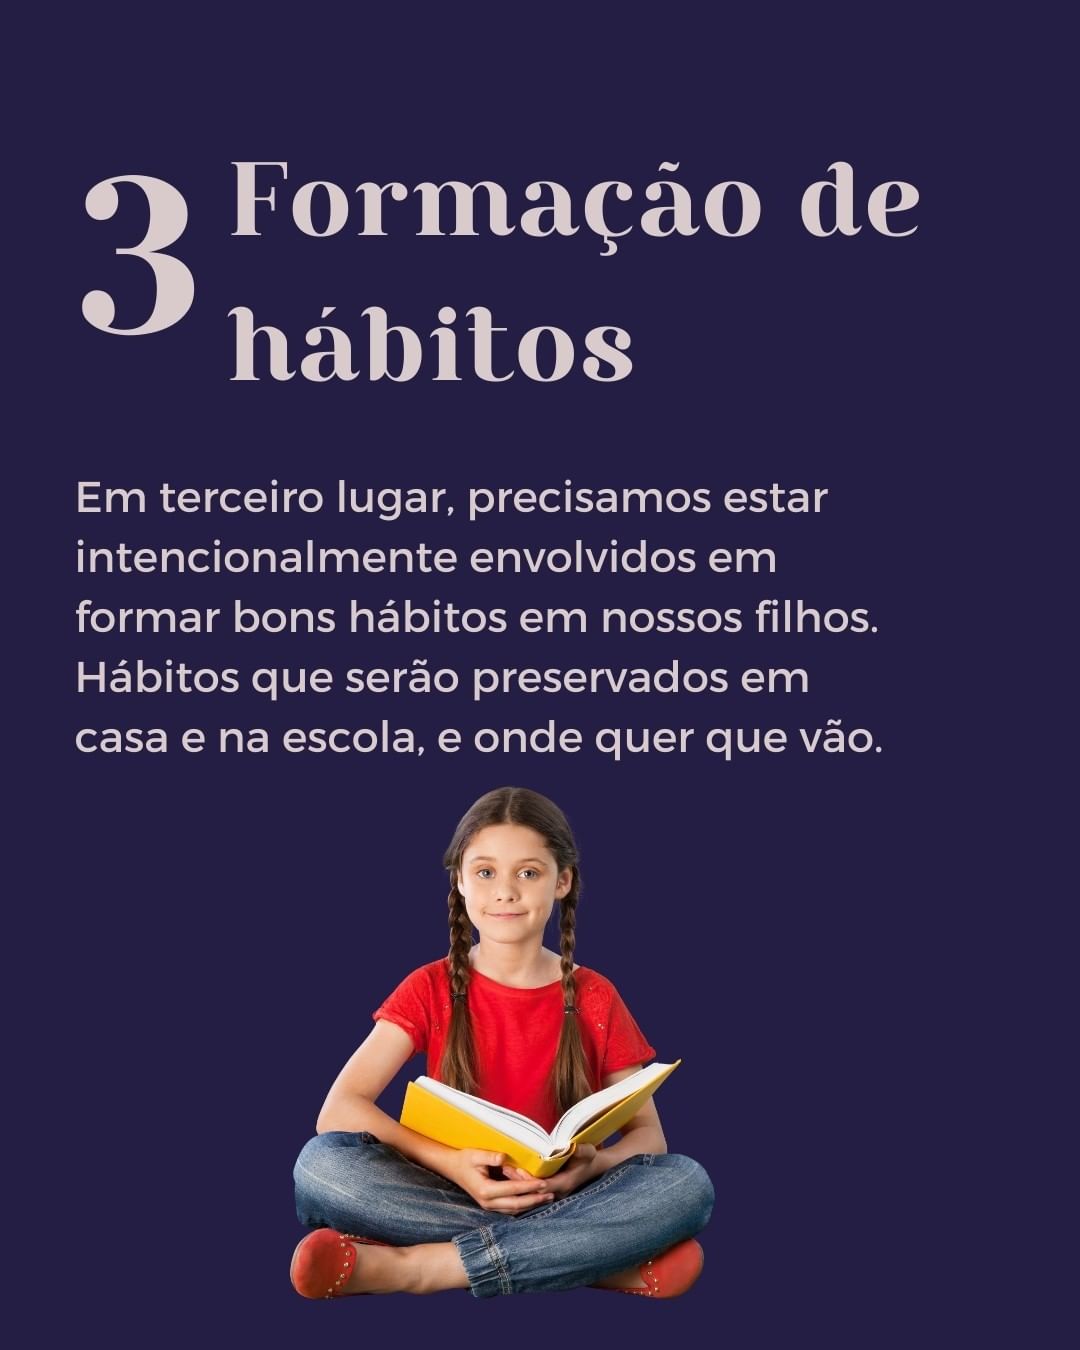 3 Formação de
hábitos
Em terceiro lugar, precisamos estar
intencionalmente envolvidos em
formar bons hábitos em nossos filhos.
Hábitos que serão preservados em
casa e na escola, e onde quer que vão.